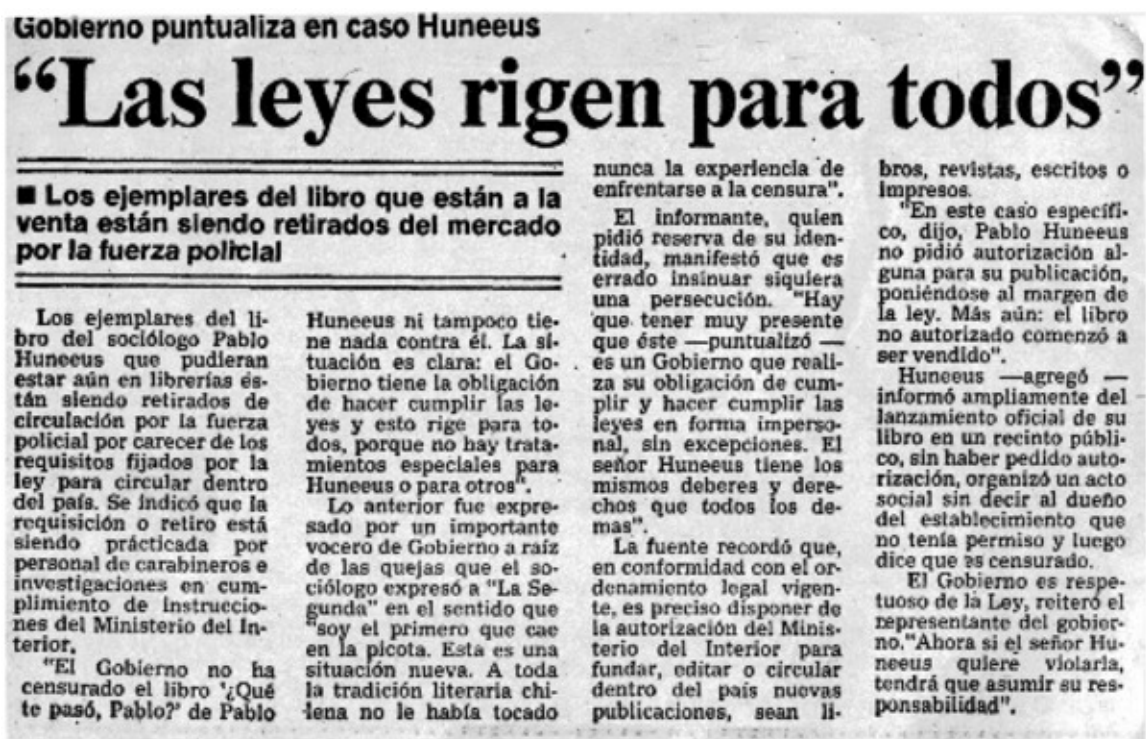 Gobierno puntualiza en caso Huneeus
“Las leyes rigen para todos”
■ Los ejemplares del libro que están a la
venta están siendo retirados del mercado
por la fuerza policial
Los ejemplares del li-
bro del sociólogo Pablo
Huneeus que pudieran
estar aún en librerías es-
tán siendo retirados de
circulación por la fuerza
policial por carecer de los
requisitos fijados por la
ley para circular dentro
del país. Se indicó que la
requisición o retiro está
siendo prácticada por
personal de carabineros e
investigaciones en cum-
plimiento de instruccio-
nes del Ministerio del In-
terior.
"El Gobierno no ha
censurado el libro '¿Qué
te pasó, Pablo?' de Pablo
Huneeus ni tampoco tie-
ne nada contra él. La si-
tuación es clara: el Go-
bierno tiene la obligación
de hacer cumplir las le-
yes y esto rige para to-
dos, porque no hay trata-
mientos especiales para
Huneeus o para otros".
Lo anterior fue expre-
sado por un importante
vocero de Gobierno a raíz
de las quejas que el so-
ciólogo expresó a "La Se-
gunda" en el sentido que
"soy el primero que cae
en la picota. Esta es una
situación nueva. A toda
la tradición literaria chi-
lena no le había tocado
nunca la experiencia de
enfrentarse a la censura".
El informante, quien
pidió reserva de su iden-
tidad, manifestó que es
errado insinuar siquiera
una persecución. "Hay
que tener muy presente
que éste —puntualizó —
es un Gobierno que reali-
za su obligación de cum-
plir y hacer cumplir las
leyes en forma imperso-
nal, sin excepciones. El
señor Huneeus tiene los
mismos deberes y dere-
chos que todos los de-
mas".
La fuente recordó que,
en conformidad con el or-
denamiento legal vigen-
te, es preciso disponer de
la autorización del Minis-
terio del Interior para
fundar, editar o circular
dentro del país nuevas
publicaciones, sean li-
bros, revistas, escritos o
impresos.
"En este caso específi-
co, dijo, Pablo Huneeus
no pidió autorización al-
guna para su publicación,
poniéndose al margen de
la ley. Más aún: el libro
no autorizado comenzó a
ser vendido".
Huneeus —agregó —
informó ampliamente del
lanzamiento oficial de su
libro en un recinto públi-
co, sin haber pedido auto-
rización, organizó un acto
social sin decir al dueño
del establecimiento que
no tenía permiso y luego
dice que es censurado.
El Gobierno es respe-
tuoso de la Ley, reiteró el
representante del gobier-
no."Ahora si el señor Hu-
neeus quiere violarla,
tendrá que asumir su res-
ponsabilidad".